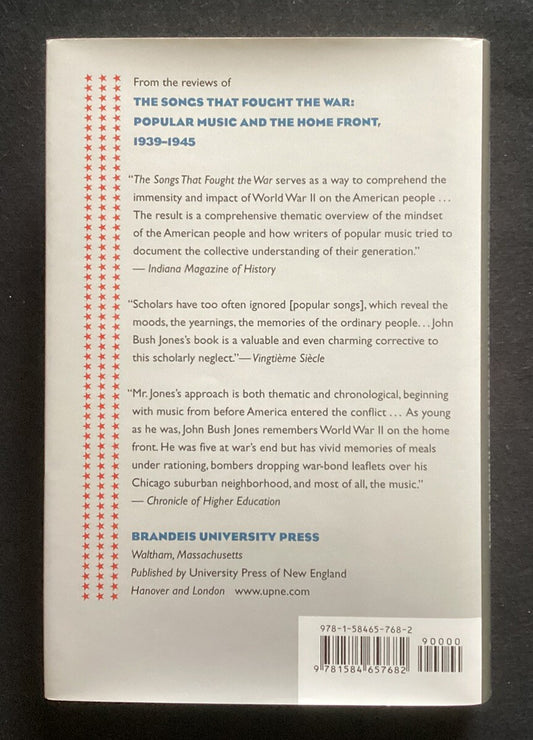 From the reviews of
THE SONGS THAT FOUGHT THE WAR:
POPULAR MUSIC AND THE HOME FRONT,
1939–1945
“The Songs That Fought the War serves as a way to comprehend the
immensity and impact of World War II on the American people ...
The result is a comprehensive thematic overview of the mindset
of the American people and how writers of popular music tried to
document the collective understanding of their generation.”
— Indiana Magazine of History
“Scholars have too often ignored [popular songs], which reveal the
moods, the yearnings, the memories of the ordinary people...John
Bush Jones’s book is a valuable and even charming corrective to
this scholarly neglect.”— Vingtième Siècle
“Mr. Jones’s approach is both thematic and chronological, beginning
with music from before America entered the conflict ... As young
as he was, John Bush Jones remembers World War II on the home
front. He was five at war’s end but has vivid memories of meals
under rationing, bombers dropping war-bond leaflets over his
Chicago suburban neighborhood, and most of all, the music.”
— Chronicle of Higher Education
BRANDEIS UNIVERSITY PRESS
Waltham, Massachusetts
Published by University Press of New England
Hanover and London www.upne.com
978-1-58465-768-2
90000
9 781584 657682